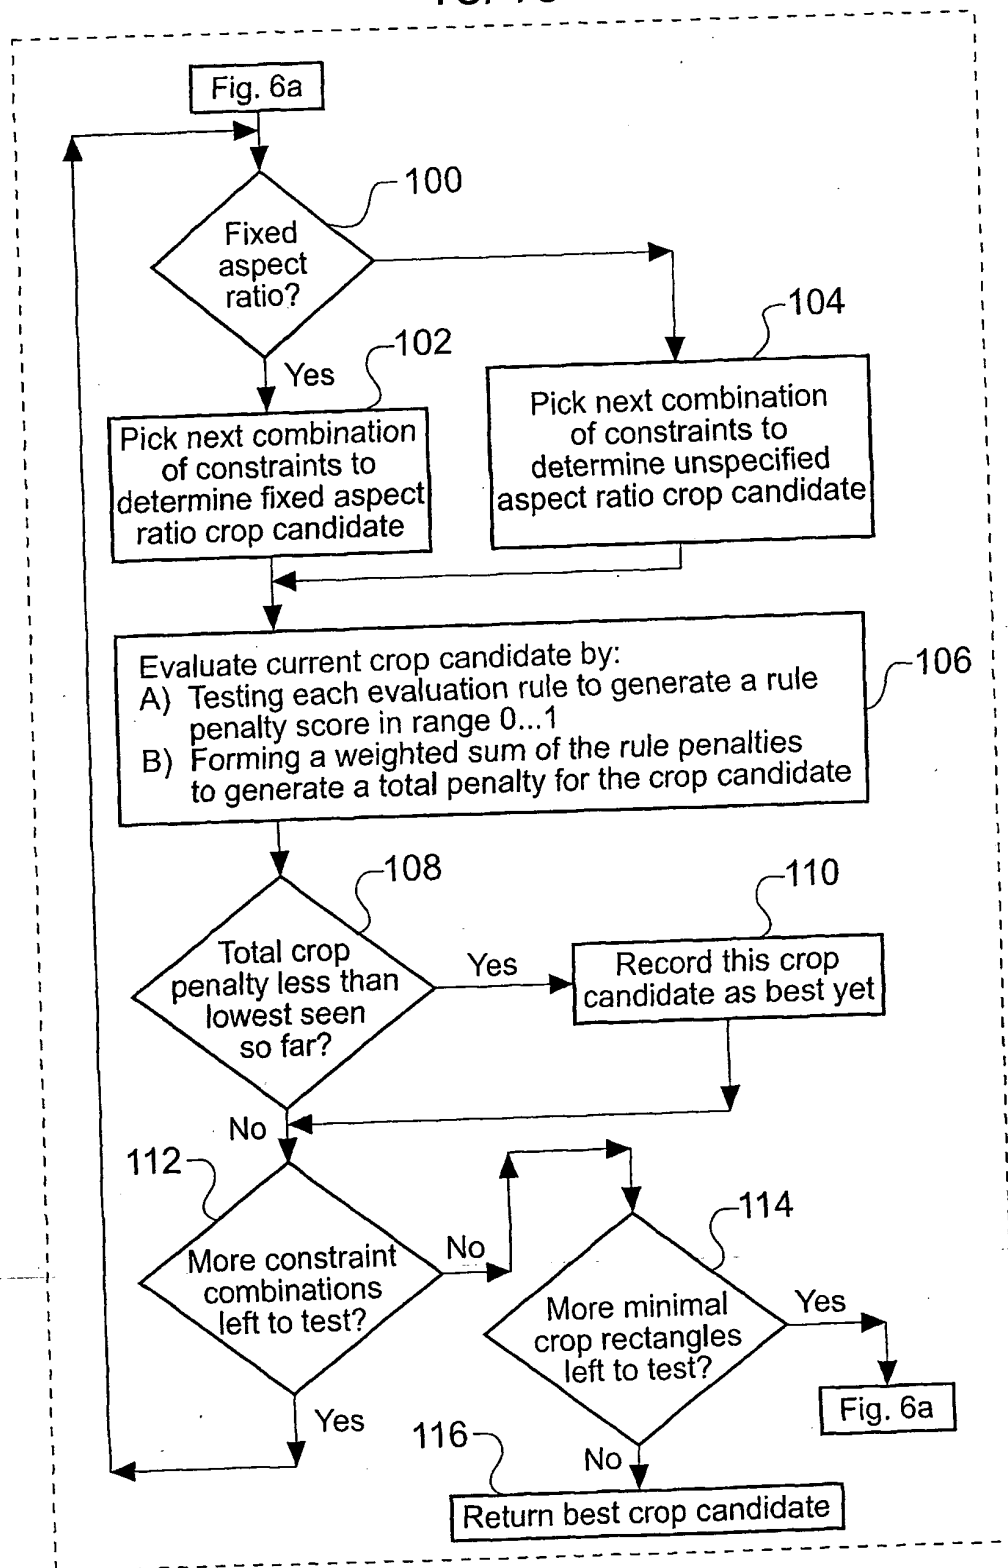 Fig. 6a
100
Fixed
aspect
ratio?
Yes
102
104
Pick next combination
of constraints to
determine fixed aspect
ratio crop candidate
Pick next combination
of constraints to
determine unspecified
aspect ratio crop candidate
106
Evaluate current crop candidate by:
A) Testing each evaluation rule to generate a rule
penalty score in range 0...1
B) Forming a weighted sum of the rule penalties
to generate a total penalty for the crop candidate
108
110
Total crop
penalty less than
lowest seen
so far?
Yes
Record this crop
candidate as best yet
No
112
More constraint
combinations
left to test?
No
114
More minimal
crop rectangles
left to test?
Yes
Fig. 6a
Yes
116
No
Return best crop candidate